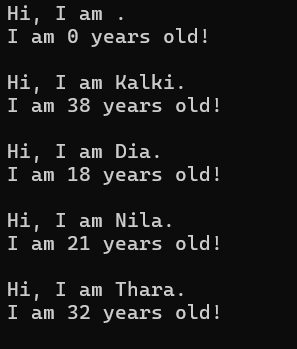 Hi, I am .
I am 0 years old!
Hi, I am Kalki.
I am 38 years old!
Hi, I am Dia.
I am 18 years old!
Hi, I am Nila.
I am 21 years old!
Hi, I am Thara.
I am 32 years old!